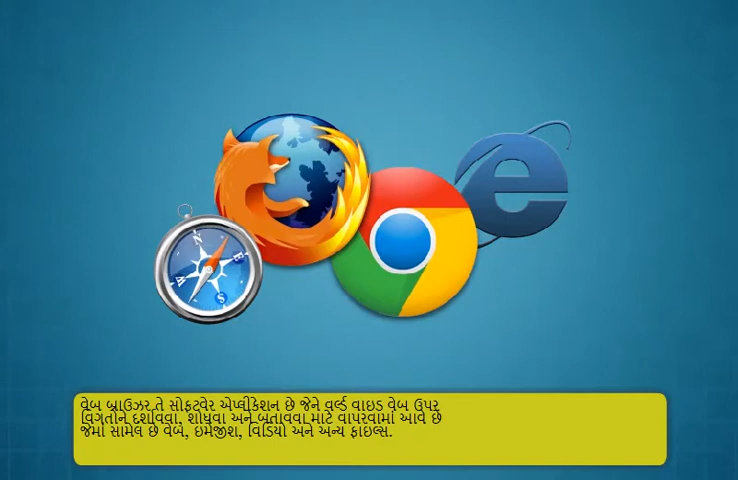 વેબ બ્રાઉઝર તે સોફટવેર એપ્લીકેશન છે જેને વર્લ્ડ વાઇડ વેબ ઉપર
વિગતોને દર્શાવવા, શોધવા અને બતાવવા માટે વાપરવામાં આવે છે
જેમાં સામેલ છે વેબ, ઇમેજીશ, વિડિયો અને અન્ય ફાઇલ્સ.